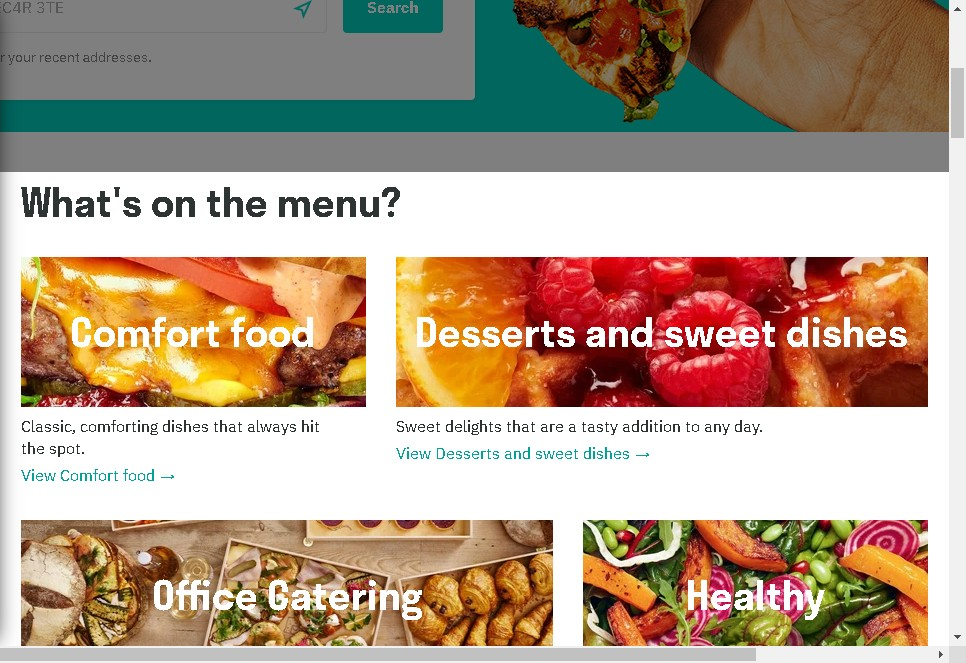 EC4R 3TE
Search
r your recent addresses.
What's on the menu?
Comfort food
Desserts and sweet dishes
Classic, comforting dishes that always hit
the spot.
Sweet delights that are a tasty addition to any day.
View Desserts and sweet dishes →
View Comfort food →
Office Catering
Healthy